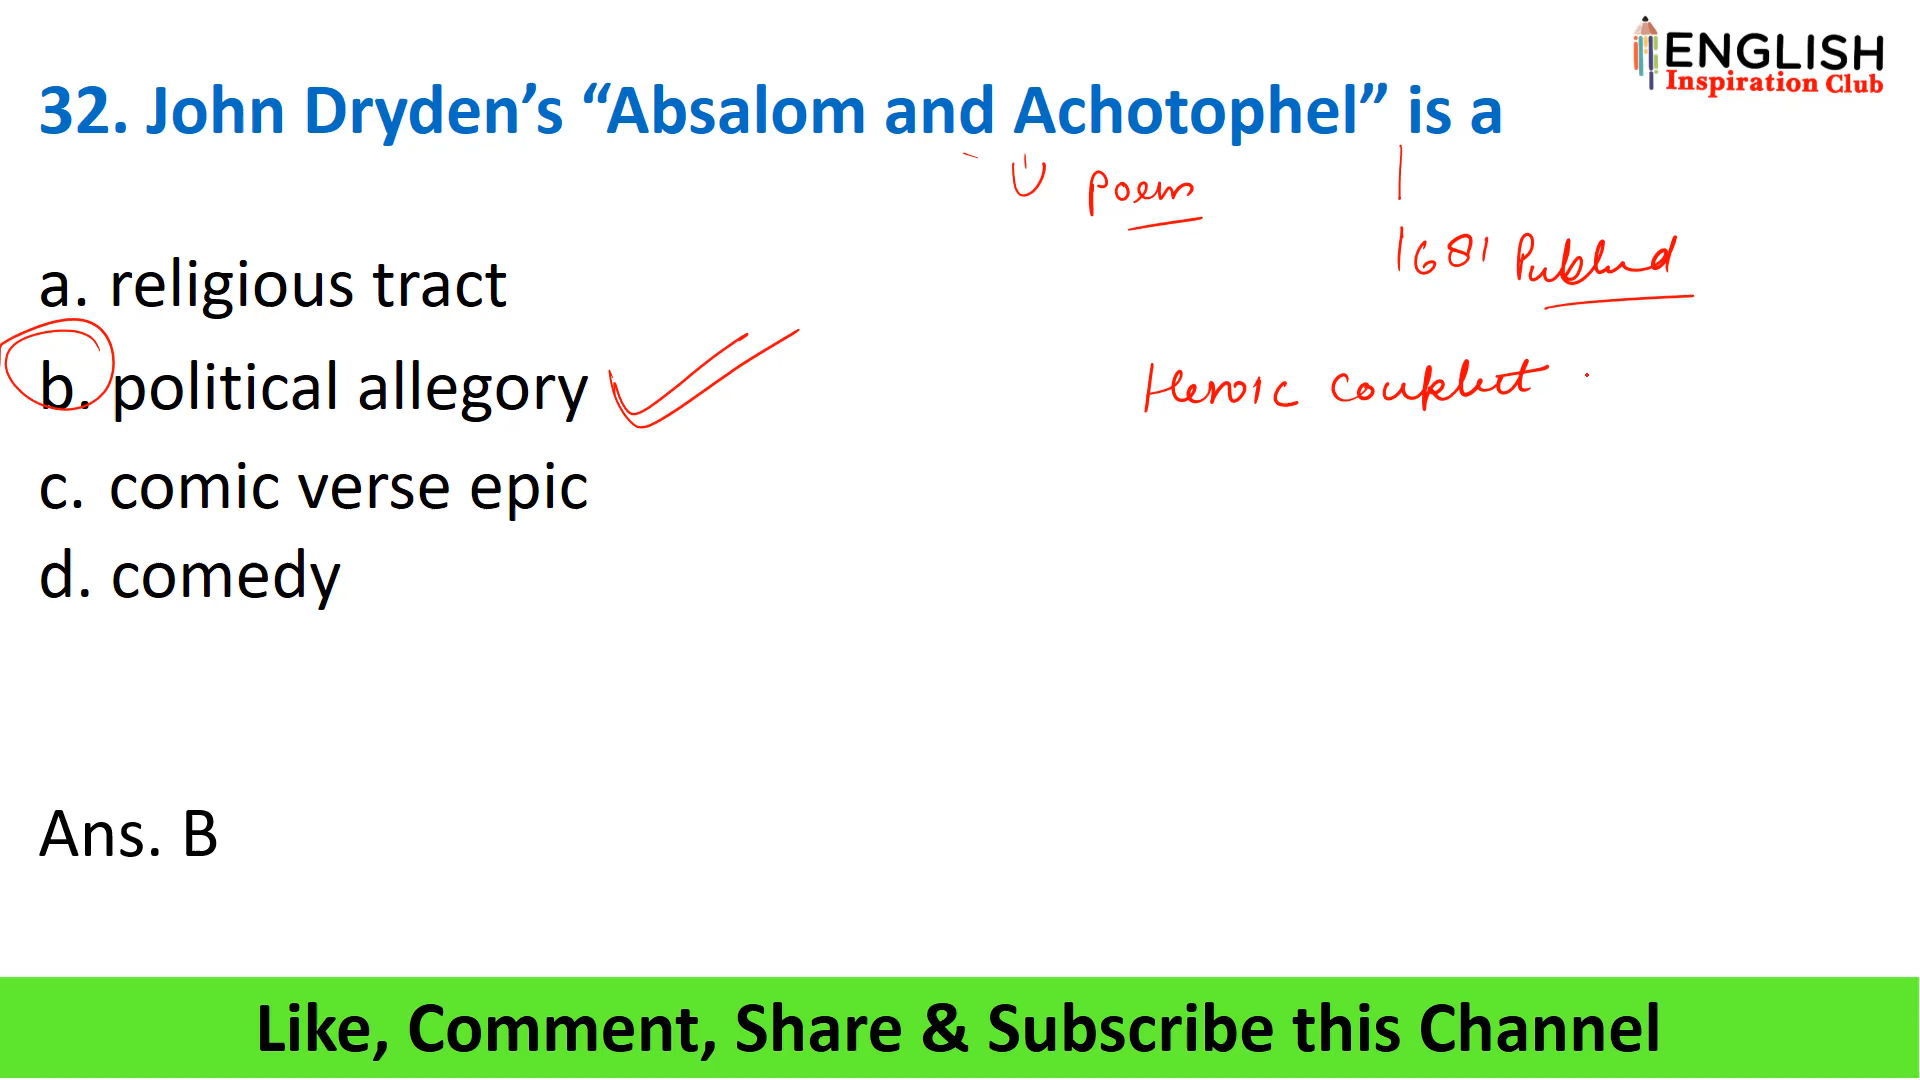 ENGLISH
Inspiration Club
32. John Dryden’s “Absalom and Achotophel” is a
Poem
1681 Published
a. religious tract
b. political allegory
Heroic couplet
c. comic verse epic
d. comedy
Ans. B
Like, Comment, Share & Subscribe this Channel